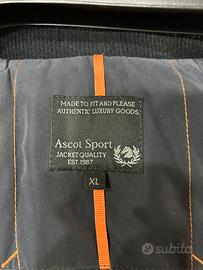 MADE TO FIT AND PLEASE
AUTHENTIC LUXURY GOODS.
Ascot Sport
JACKET QUALITY
EST. 1987
XL
subito